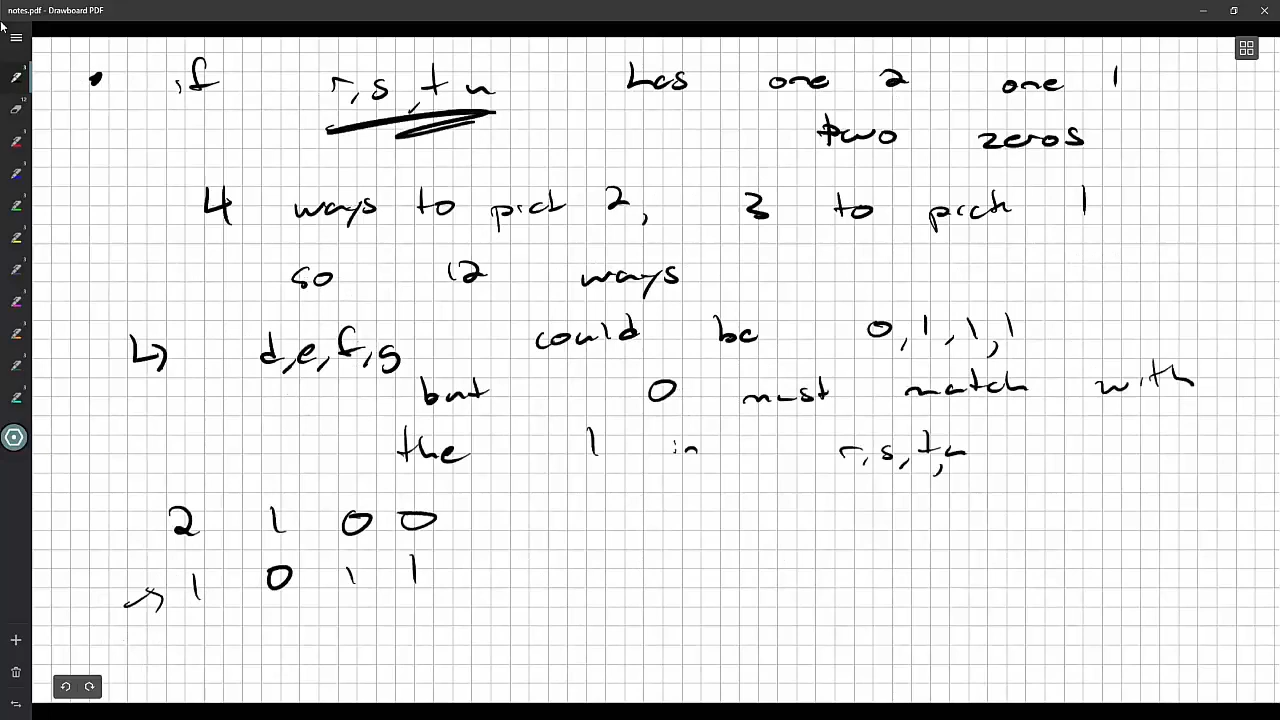 notes.pdf - Drawboard PDF
• if r,s,t u has one 2 one 1
two zeros
4 ways to pick 2, 3 to pick 1
so 12 ways
↳ d,e,f,g could be 0,1,1,1
but 0 must match with
the 1 in r,s,t,u
2 1 0 0
→ 1 0 1 1